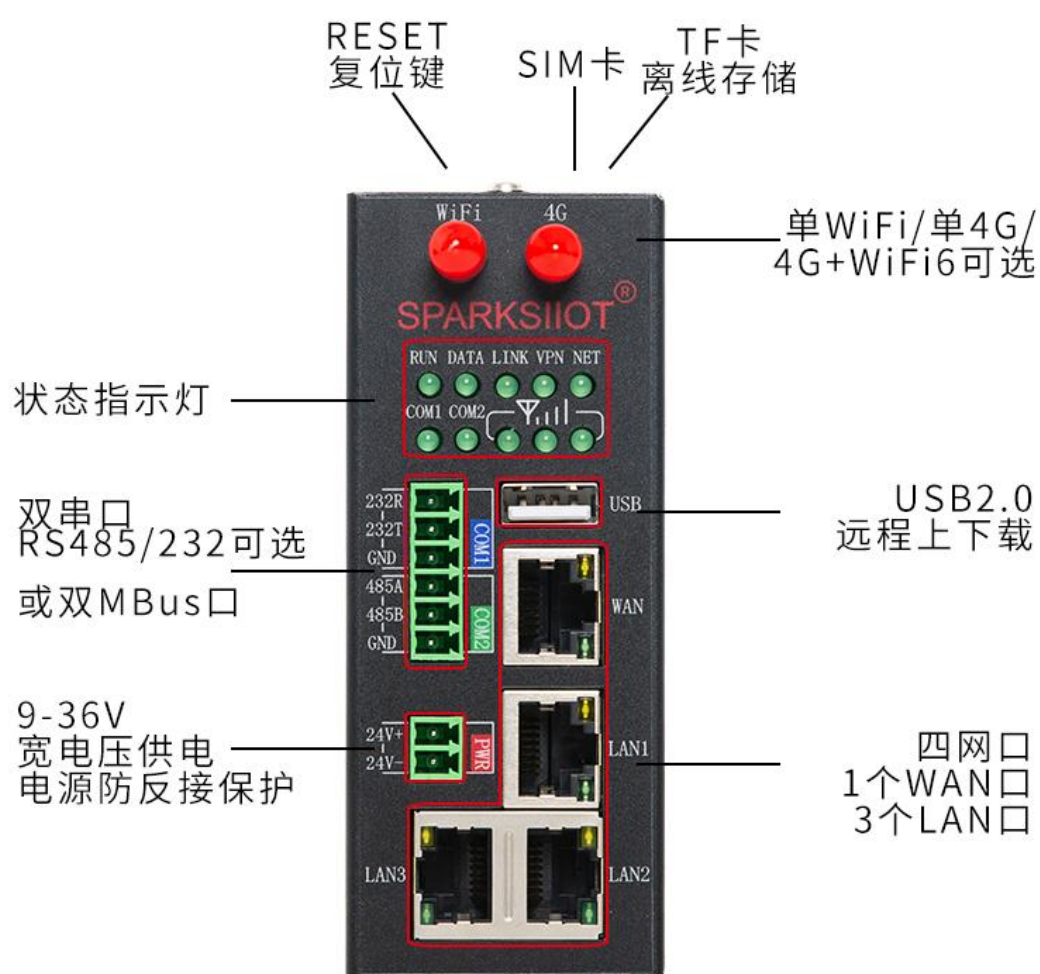 RESET
复位键
SIM卡
TF卡
离线存储
WiFi
4G
单WiFi/单4G/
4G+WiFi6可选
SPARKSIIOT®
RUN DATA LINK VPN NET
COM1 COM2
状态指示灯
双串口
RS485/232可选
或双MBus口
232R
232T
GND
COM1
485A
485B
GND
COM2
USB
USB2.0
远程上下载
WAN
9-36V
宽电压供电
电源防反接保护
24V+
24V-
PWR
LAN1
四网口
1个WAN口
3个LAN口
LAN3
LAN2